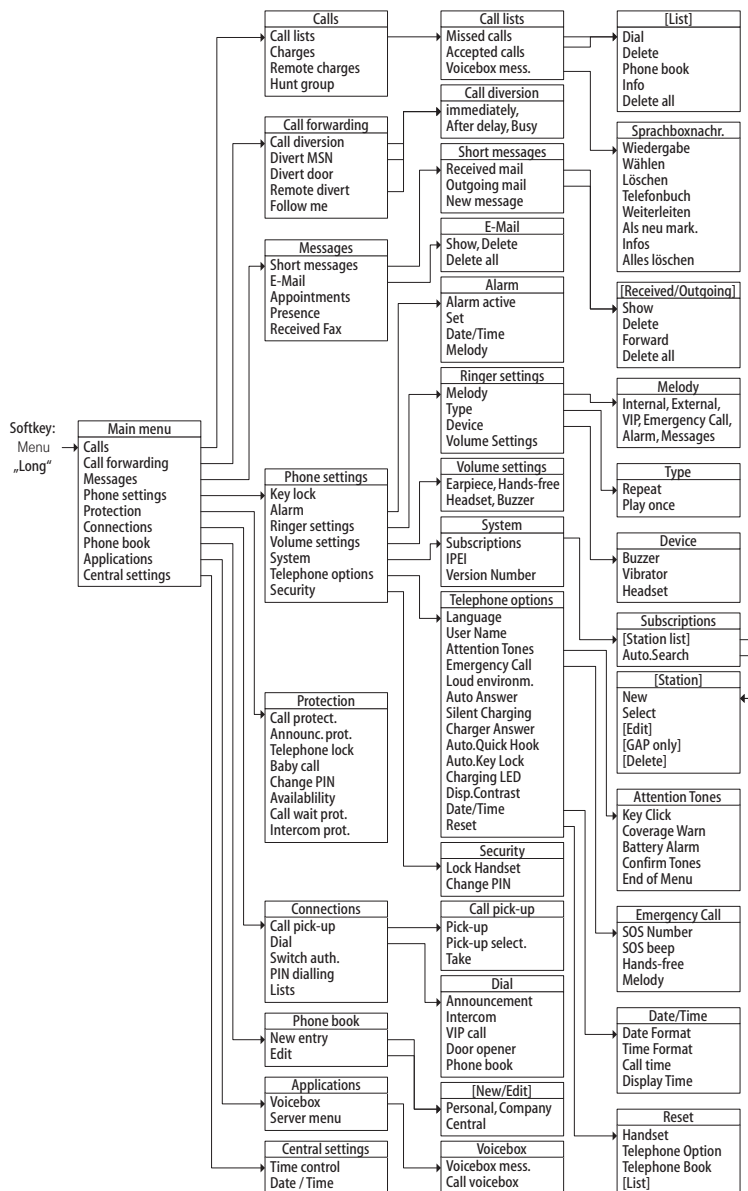 Softkey:
Menu
„Long“
Main menu
Calls
Call forwarding
Messages
Phone settings
Protection
Connections
Phone book
Applications
Central settings
Calls
Call lists
Charges
Remote charges
Hunt group
Call forwarding
Call diversion
Divert MSN
Divert door
Remote divert
Follow me
Messages
Short messages
E-Mail
Appointments
Presence
Received Fax
Phone settings
Key lock
Alarm
Ringer settings
Volume settings
System
Telephone options
Security
Protection
Call protect.
Announc. prot.
Telephone lock
Baby call
Change PIN
Availablility
Call wait prot.
Intercom prot.
Connections
Call pick-up
Dial
Switch auth.
PIN dialling
Lists
Phone book
New entry
Edit
Applications
Voicebox
Server menu
Central settings
Time control
Date / Time
Call lists
Missed calls
Accepted calls
Voicebox mess.
Call diversion
immediately,
After delay, Busy
Short messages
Received mail
Outgoing mail
New message
E-Mail
Show, Delete
Delete all
Alarm
Alarm active
Set
Date/Time
Melody
Ringer settings
Melody
Type
Device
Volume Settings
Volume settings
Earpiece, Hands-free
Headset, Buzzer
System
Subscriptions
IPEI
Version Number
Telephone options
Language
User Name
Attention Tones
Emergency Call
Loud environm.
Auto Answer
Silent Charging
Charger Answer
Auto.Quick Hook
Auto.Key Lock
Charging LED
Disp.Contrast
Date/Time
Reset
Security
Lock Handset
Change PIN
Call pick-up
Pick-up
Pick-up select.
Take
Dial
Announcement
Intercom
VIP call
Door opener
Phone book
[New/Edit]
Personal, Company
Central
Voicebox
Voicebox mess.
Call voicebox
[List]
Dial
Delete
Phone book
Info
Delete all
Sprachboxnachr.
Wiedergabe
Wählen
Löschen
Telefonbuch
Weiterleiten
Als neu mark.
Infos
Alles löschen
[Received/Outgoing]
Show
Delete
Forward
Delete all
Melody
Internal, External,
VIP, Emergency Call,
Alarm, Messages
Type
Repeat
Play once
Device
Buzzer
Vibrator
Headset
Subscriptions
[Station list]
Auto.Search
[Station]
New
Select
[Edit]
[GAP only]
[Delete]
Attention Tones
Key Click
Coverage Warn
Battery Alarm
Confirm Tones
End of Menu
Emergency Call
SOS Number
SOS beep
Hands-free
Melody
Date/Time
Date Format
Time Format
Call time
Display Time
Reset
Handset
Telephone Option
Telephone Book
[List]